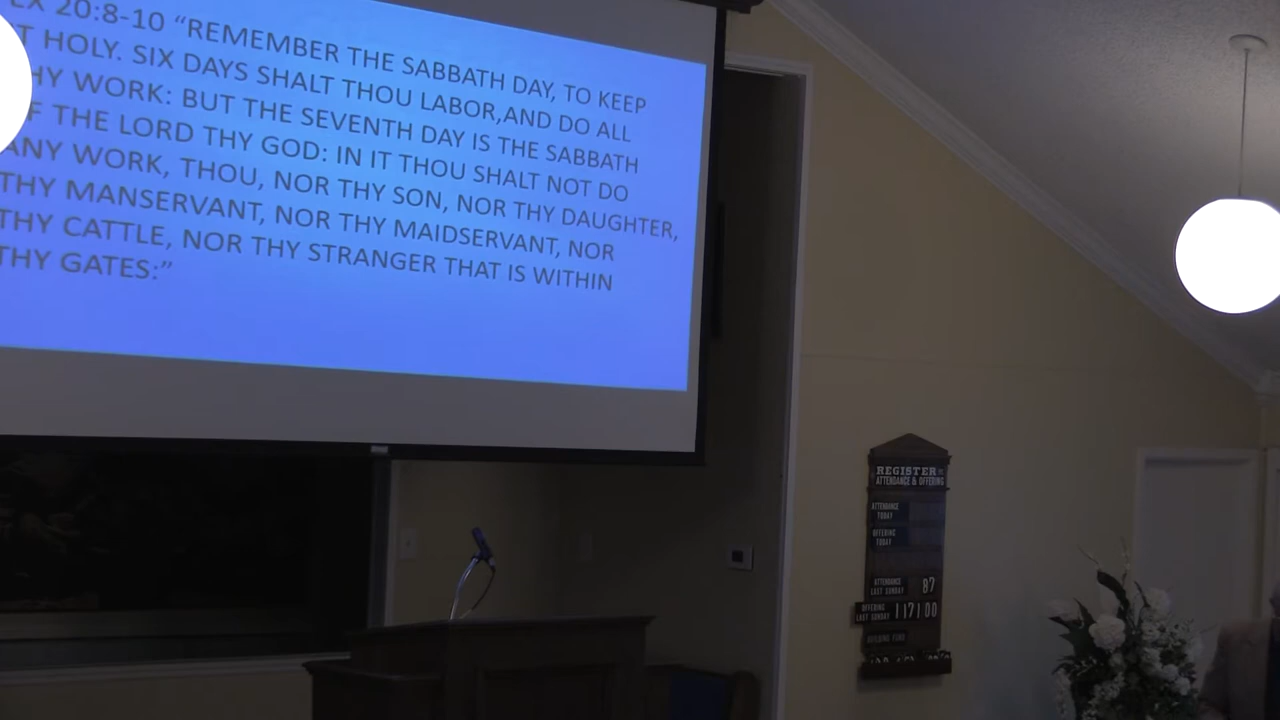 EX 20:8-10 “REMEMBER THE SABBATH DAY, TO KEEP
T HOLY. SIX DAYS SHALT THOU LABOR,AND DO ALL
HY WORK: BUT THE SEVENTH DAY IS THE SABBATH
F THE LORD THY GOD: IN IT THOU SHALT NOT DO
ANY WORK, THOU, NOR THY SON, NOR THY DAUGHTER,
THY MANSERVANT, NOR THY MAIDSERVANT, NOR
THY CATTLE, NOR THY STRANGER THAT IS WITHIN
THY GATES:”
REGISTER OF
ATTENDANCE & OFFERING
ATTENDANCE
TODAY
OFFERING
TODAY
ATTENDANCE
LAST SUNDAY 87
OFFERING
LAST SUNDAY 1171.00
BUILDING FUND